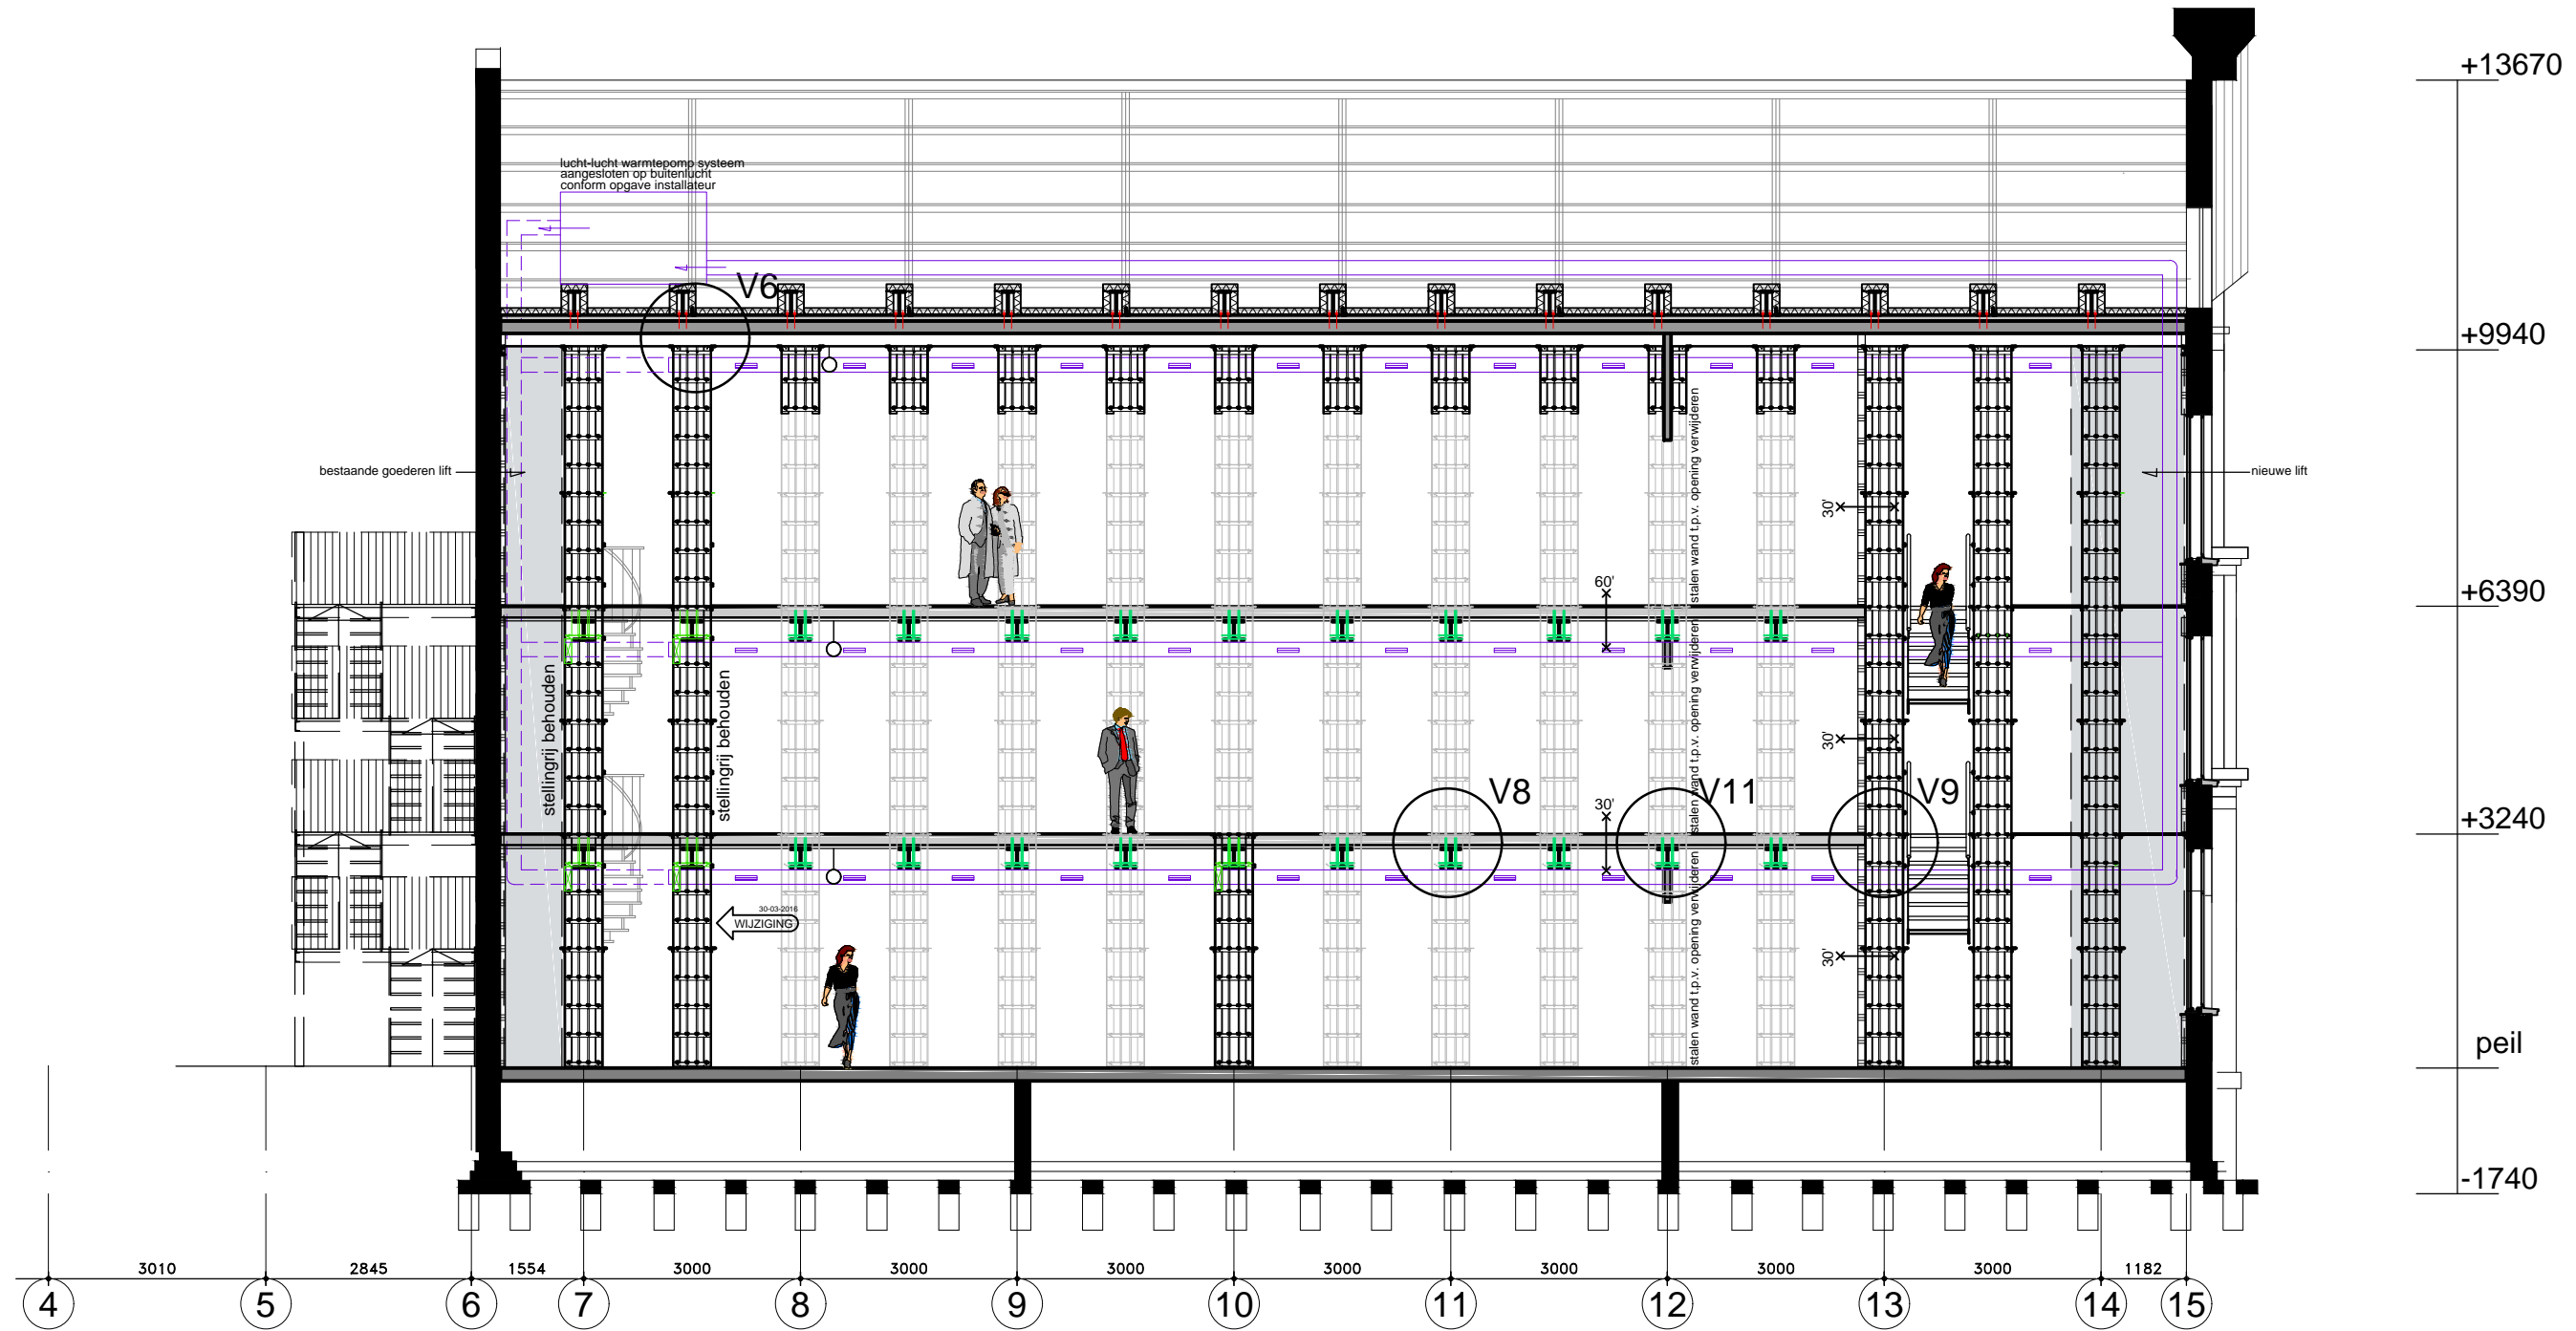 +13670
lucht-lucht warmtepomp systeem
aangesloten op buitenlucht
conform opgave installateur
V6
+9940
bestaande goederen lift
nieuwe lift
stalen wand t.p.v. opening verwijderen
30'
60'
+6390
stellingrij behouden
stellingrij behouden
stalen wand t.p.v. opening verwijderen
30'
30'
V8
V11
V9
+3240
30-03-2016
WIJZIGING
stalen wand t.p.v. opening verwijderen
30'
peil
-1740
3010
2845
1554
3000
3000
3000
3000
3000
3000
3000
1182
4
5
6
7
8
9
10
11
12
13
14
15